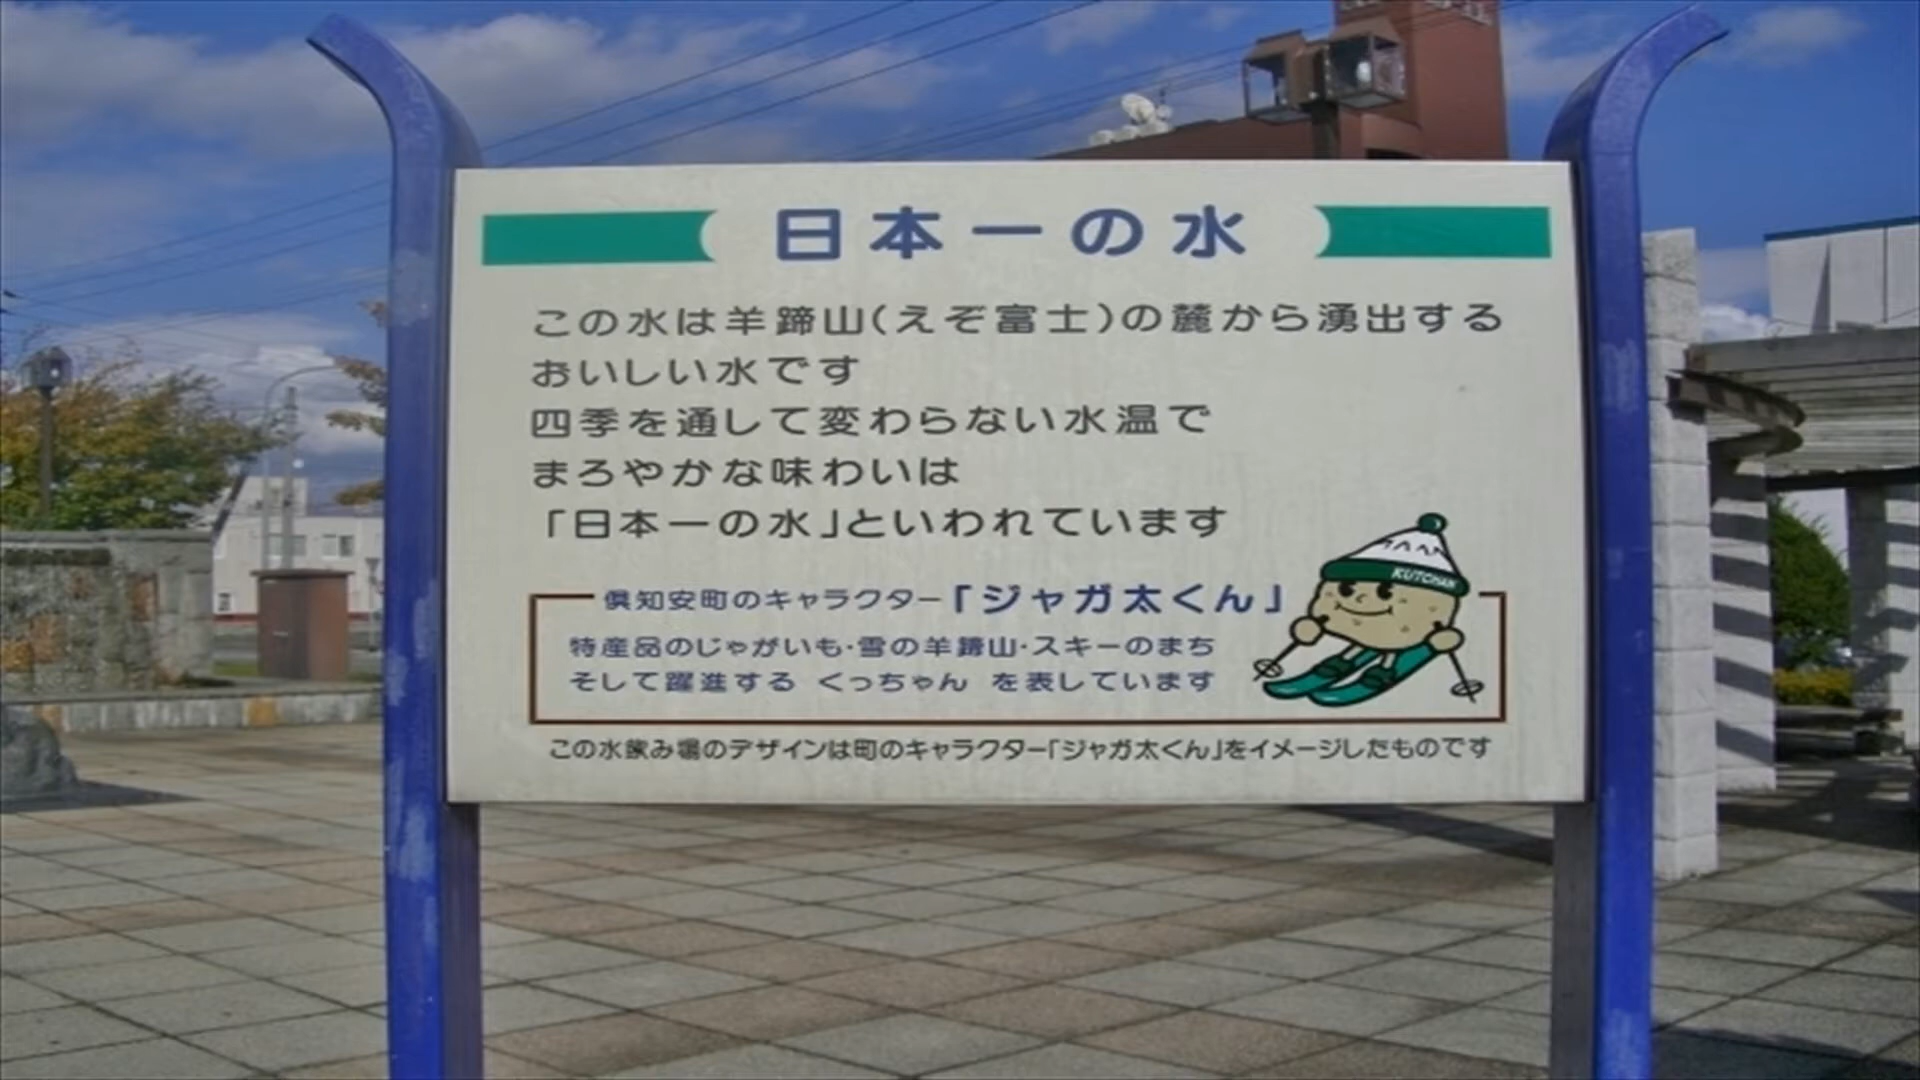 日本一の水
この水は羊蹄山(えぞ富士)の麓から湧出する
おいしい水です
四季を通して変わらない水温で
まろやかな味わいは
「日本一の水」といわれています
KUTCHAN
倶知安町のキャラクター「ジャガ太くん」
特産品のじゃがいも・雪の羊蹄山・スキーのまち
そして躍進する くっちゃん を表しています
この水飲み場のデザインは町のキャラクター「ジャガ太くん」をイメージしたものです